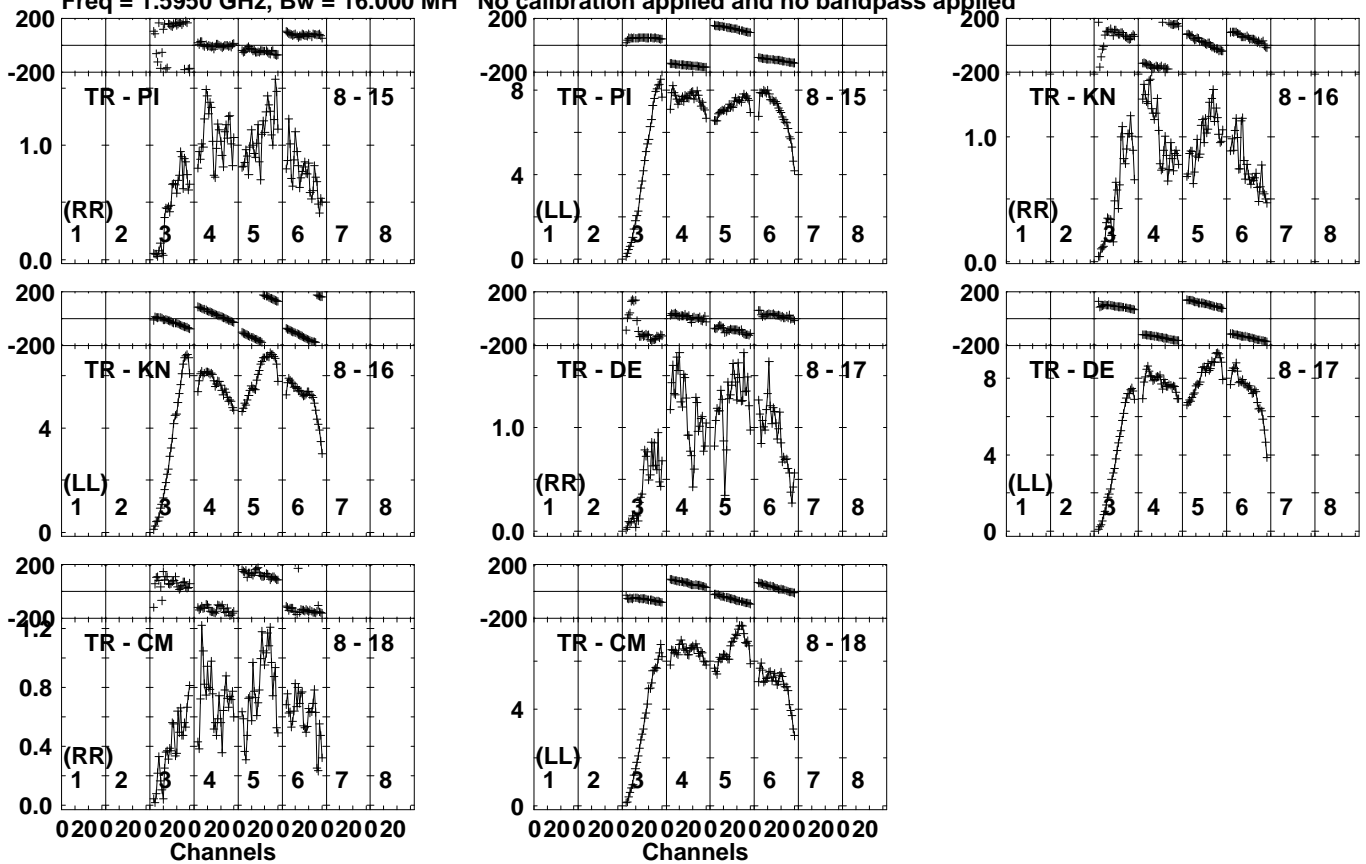 Freq = 1.5950 GHz, Bw = 16.000 MH No calibration applied and no bandpass applied
200
-200
TR - PI 8 - 15
1.0
(RR)
1 2 3 4 5 6 7 8
0.0
200
-200
TR - PI 8 - 15
8
4
(LL)
1 2 3 4 5 6 7 8
0
200
-200
TR - KN 8 - 16
1.0
(RR)
1 2 3 4 5 6 7 8
0.0
200
-200
TR - KN 8 - 16
4
(LL)
1 2 3 4 5 6 7 8
0
200
-200
TR - DE 8 - 17
1.0
(RR)
1 2 3 4 5 6 7 8
0.0
200
-200
TR - DE 8 - 17
8
4
(LL)
1 2 3 4 5 6 7 8
0
200
-200
1.2
TR - CM 8 - 18
0.8
0.4
(RR)
1 2 3 4 5 6 7 8
0.0
0 20 0 20 0 20 0 20 0 20 0 20 0 20 0 20
Channels
200
-200
TR - CM 8 - 18
4
(LL)
1 2 3 4 5 6 7 8
0
0 20 0 20 0 20 0 20 0 20 0 20 0 20 0 20
Channels